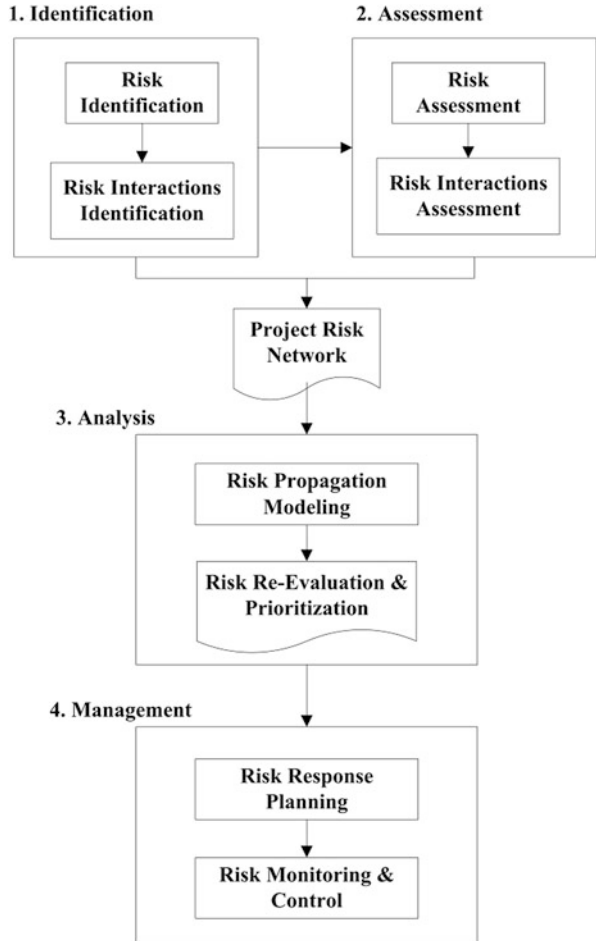 1. Identification
Risk
Identification
Risk Interactions
Identification
2. Assessment
Risk
Assessment
Risk Interactions
Assessment
Project Risk
Network
3. Analysis
Risk Propagation
Modeling
Risk Re-Evaluation &
Prioritization
4. Management
Risk Response
Planning
Risk Monitoring &
Control